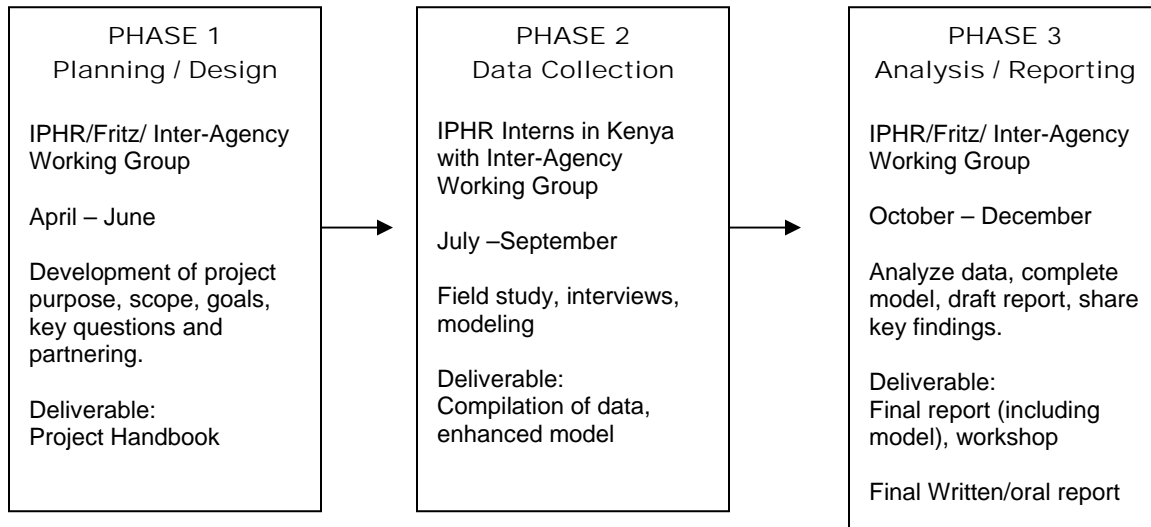 PHASE 1
Planning / Design
IPHR/Fritz/ Inter-Agency
Working Group
April – June
Development of project
purpose, scope, goals,
key questions and
partnering.
Deliverable:
Project Handbook
PHASE 2
Data Collection
IPHR Interns in Kenya
with Inter-Agency
Working Group
July –September
Field study, interviews,
modeling
Deliverable:
Compilation of data,
enhanced model
PHASE 3
Analysis / Reporting
IPHR/Fritz/ Inter-Agency
Working Group
October – December
Analyze data, complete
model, draft report, share
key findings.
Deliverable:
Final report (including
model), workshop
Final Written/oral report